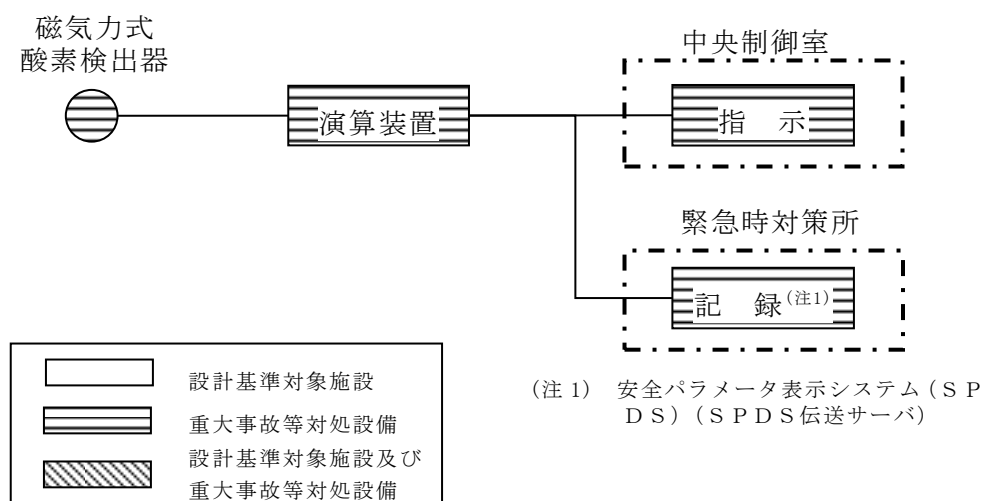 磁気力式
酸素検出器
演算装置
中央制御室
指　示
緊急時対策所
記　録(注1)
設計基準対象施設
重大事故等対処設備
設計基準対象施設及び
重大事故等対処設備
(注 1)　安全パラメータ表示システム（ＳＰ
ＤＳ）（ＳＰＤＳ伝送サーバ）